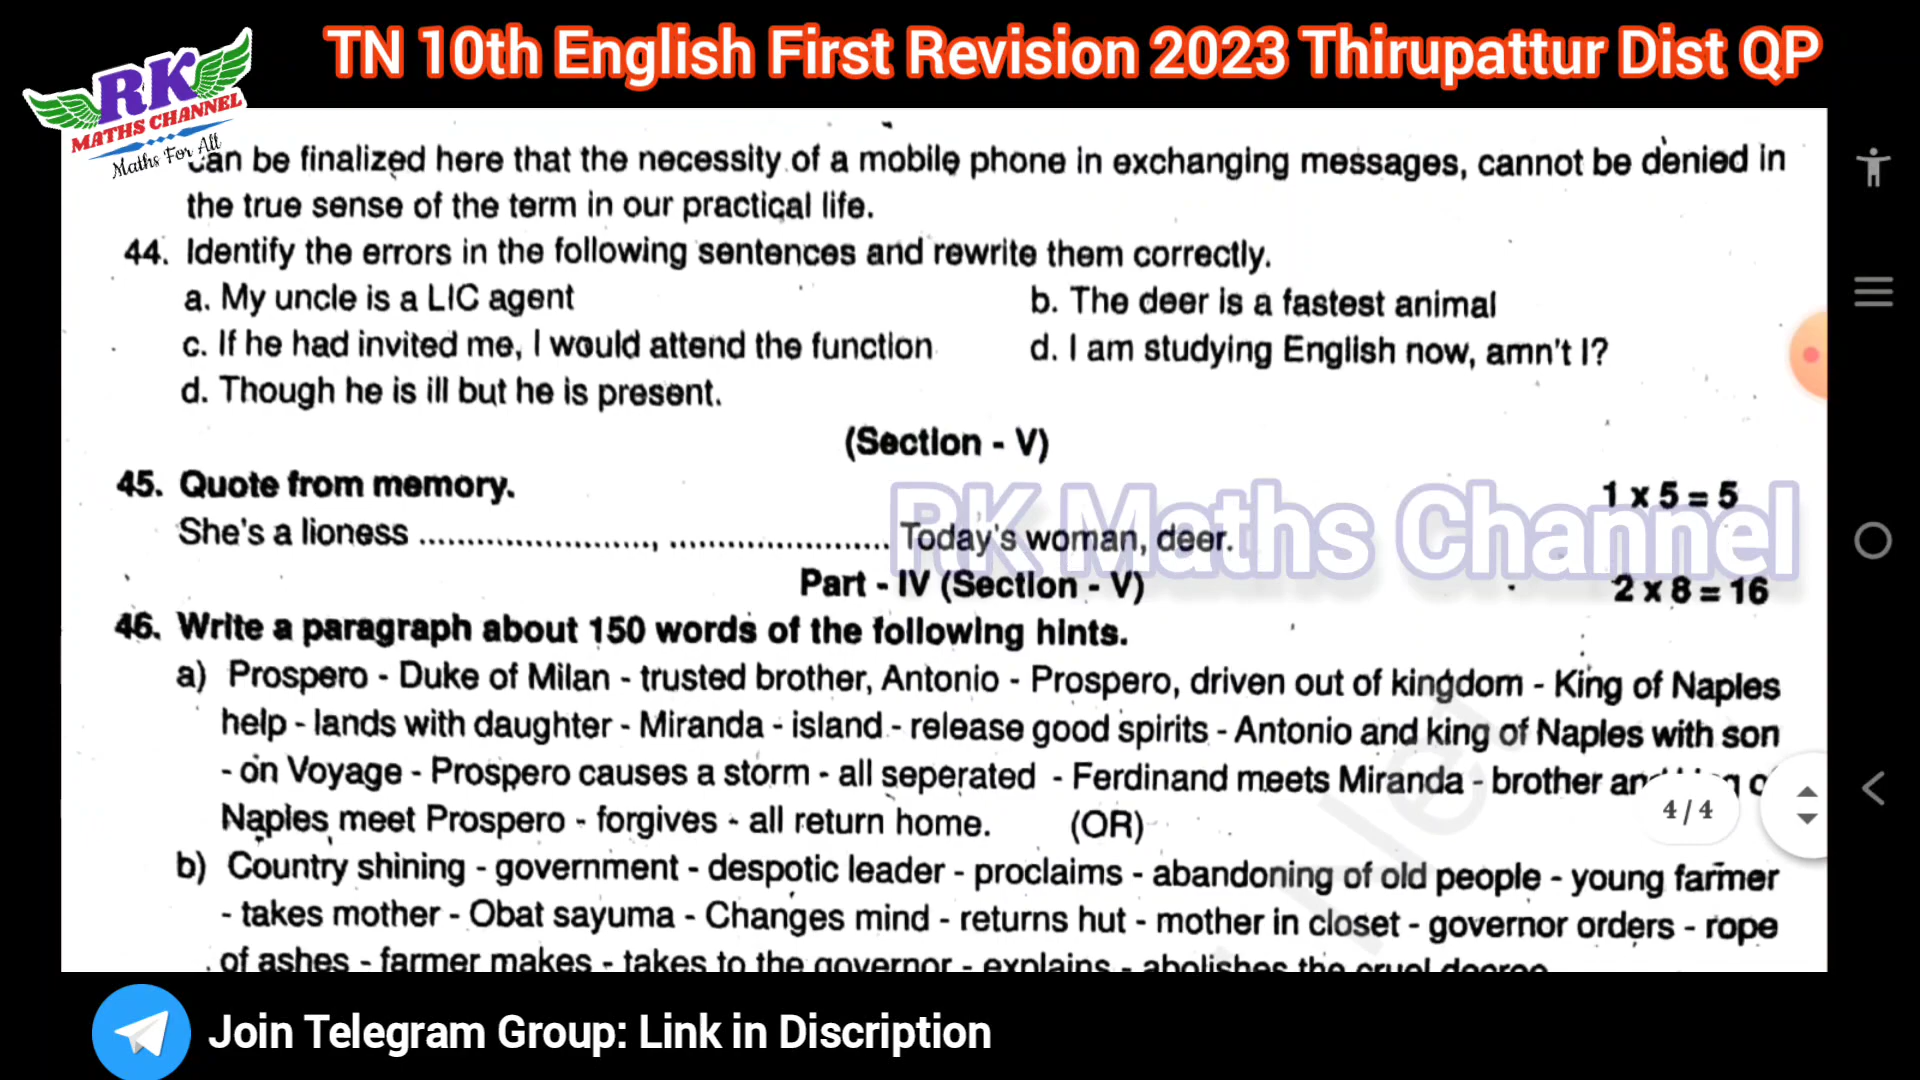 TN 10th English First Revision 2023 Thirupattur Dist QP
RK
MATHS CHANNEL
Maths For All
can be finalized here that the necessity of a mobile phone in exchanging messages, cannot be denied in
the true sense of the term in our practical life.
44. Identify the errors in the following sentences and rewrite them correctly.
a. My uncle is a LIC agent b. The deer is a fastest animal
c. If he had invited me, I would attend the function d. I am studying English now, amn't I?
d. Though he is ill but he is present.
(Section - V)
45. Quote from memory. 1 x 5 = 5
She's a lioness ........................, ....................... Today's woman, deer.
RK Maths Channel
Part - IV (Section - V) 2 x 8 = 16
46. Write a paragraph about 150 words of the following hints.
a) Prospero - Duke of Milan - trusted brother, Antonio - Prospero, driven out of kingdom - King of Naples
help - lands with daughter - Miranda - island - release good spirits - Antonio and king of Naples with son
- on Voyage - Prospero causes a storm - all seperated - Ferdinand meets Miranda - brother
Naples meet Prospero - forgives - all return home. (OR)
4 / 4
b) Country shining - government - despotic leader - proclaims - abandoning of old people - young farmer
- takes mother - Obat sayuma - Changes mind - returns hut - mother in closet - governor orders - rope
of ashes - farmer makes - takes to the governor - explains - abolishes the cruel decree
Join Telegram Group: Link in Discription